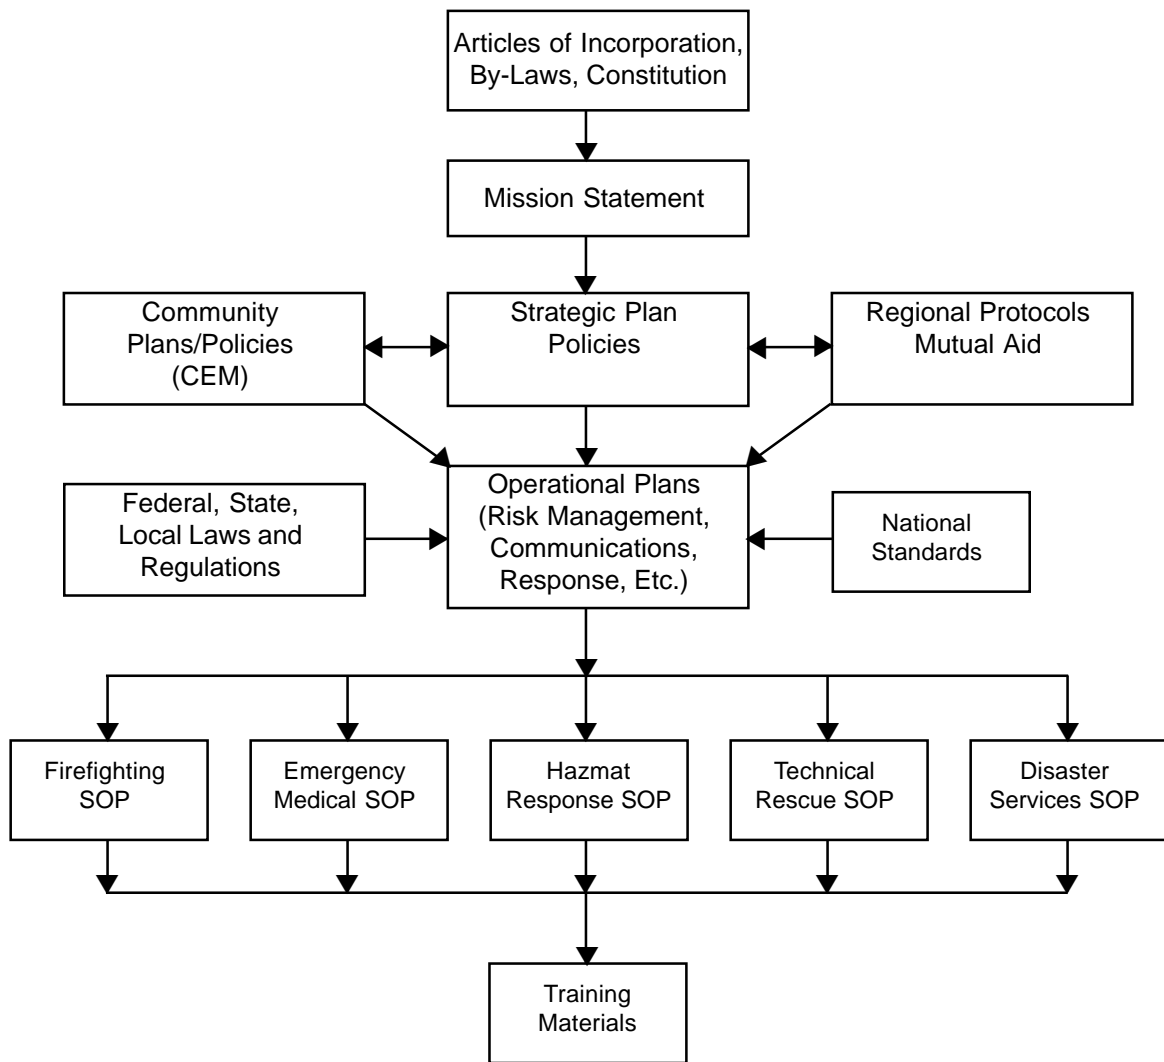 Articles of Incorporation,
By-Laws, Constitution
Mission Statement
Community
Plans/Policies
(CEM)
Strategic Plan
Policies
Regional Protocols
Mutual Aid
Federal, State,
Local Laws and
Regulations
Operational Plans
(Risk Management,
Communications,
Response, Etc.)
National
Standards
Firefighting
SOP
Emergency
Medical SOP
Hazmat
Response SOP
Technical
Rescue SOP
Disaster
Services SOP
Training
Materials